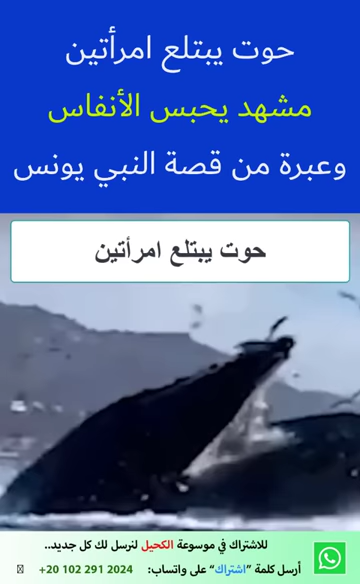 حوت يبتلع امرأتين
مشهد يحبس الأنفاس
وعبرة من قصة النبي يونس
حوت يبتلع امرأتين
للاشتراك في موسوعة الكحيل لنرسل لك كل جديد..
أرسل كلمة "اشتراك" على واتساب: +20 102 291 2024